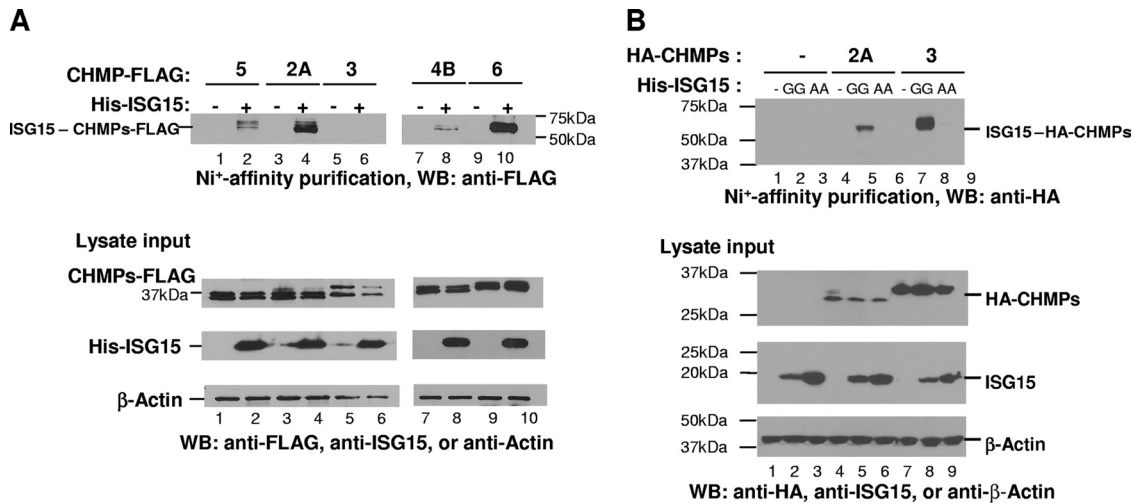 A
CHMP-FLAG: 5 2A 3 4B 6
His-ISG15: - + - + - + - + - +
ISG15 – CHMPs-FLAG
75kDa
50kDa
1 2 3 4 5 6 7 8 9 10
Ni⁺-affinity purification, WB: anti-FLAG
Lysate input
CHMPs-FLAG
37kDa
His-ISG15
β-Actin
1 2 3 4 5 6 7 8 9 10
WB: anti-FLAG, anti-ISG15, or anti-Actin
B
HA-CHMPs : - 2A 3
His-ISG15 : - GG AA - GG AA - GG AA
75kDa
50kDa
37kDa
ISG15–HA-CHMPs
1 2 3 4 5 6 7 8 9
Ni⁺-affinity purification, WB: anti-HA
Lysate input
37kDa
25kDa
HA-CHMPs
25kDa
20kDa
ISG15
50kDa
37kDa
β-Actin
1 2 3 4 5 6 7 8 9
WB: anti-HA, anti-ISG15, or anti-β-Actin